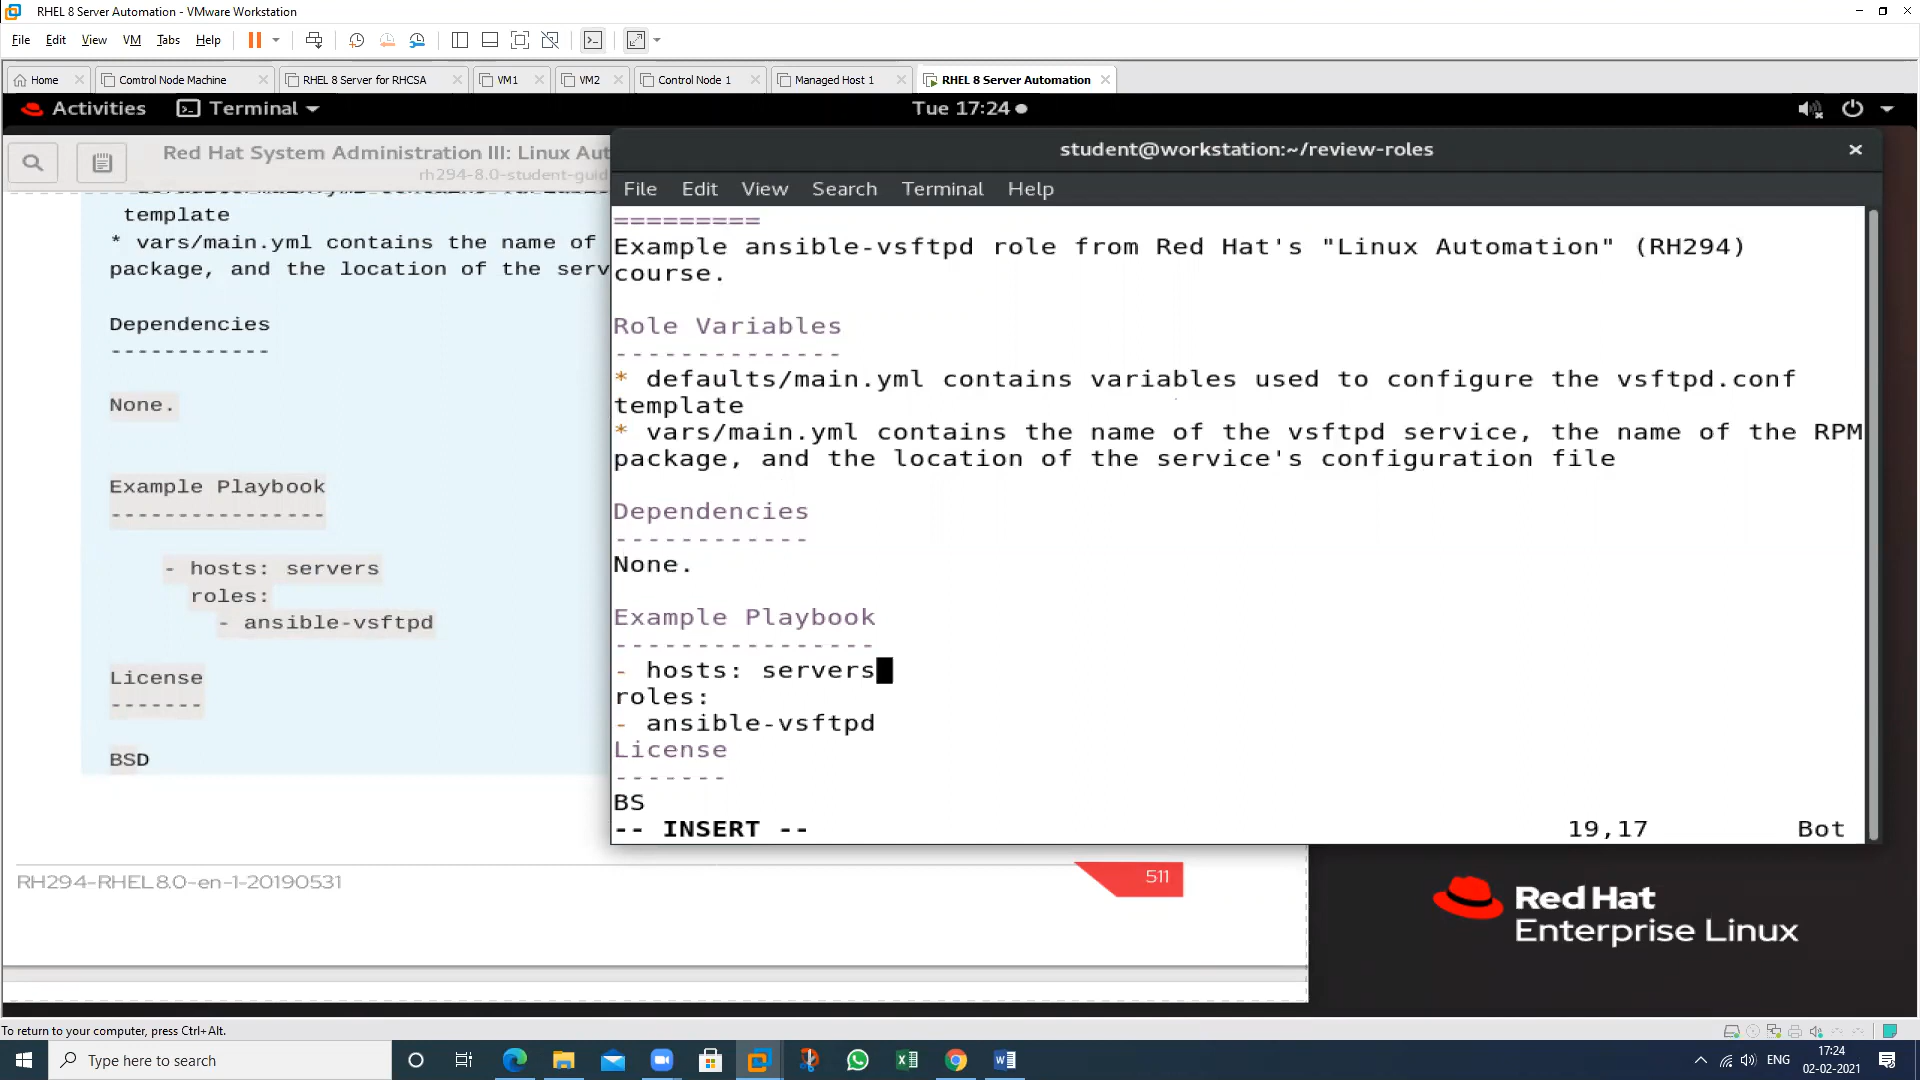 RHEL 8 Server Automation - VMware Workstation
File Edit View VM Tabs Help
Home Comtrol Node Machine RHEL 8 Server for RHCSA VM1 VM2 Control Node 1 Managed Host 1 RHEL 8 Server Automation
Activities Terminal Tue 17:24
Red Hat System Administration III: Linux Aut
rh294-8.0-student-guid
template
* vars/main.yml contains the name of
package, and the location of the serv
Dependencies
------------
None.
Example Playbook
----------------
- hosts: servers
roles:
- ansible-vsftpd
License
-------
BSD
RH294-RHEL8.0-en-1-20190531
511
student@workstation:~/review-roles
File Edit View Search Terminal Help
=========
Example ansible-vsftpd role from Red Hat's "Linux Automation" (RH294)
course.
Role Variables
--------------
* defaults/main.yml contains variables used to configure the vsftpd.conf
template
* vars/main.yml contains the name of the vsftpd service, the name of the RPM
package, and the location of the service's configuration file
Dependencies
------------
None.
Example Playbook
----------------
- hosts: servers
roles:
- ansible-vsftpd
License
-------
BS
-- INSERT -- 19,17 Bot
Red Hat
Enterprise Linux
To return to your computer, press Ctrl+Alt.
Type here to search
ENG
17:24
02-02-2021